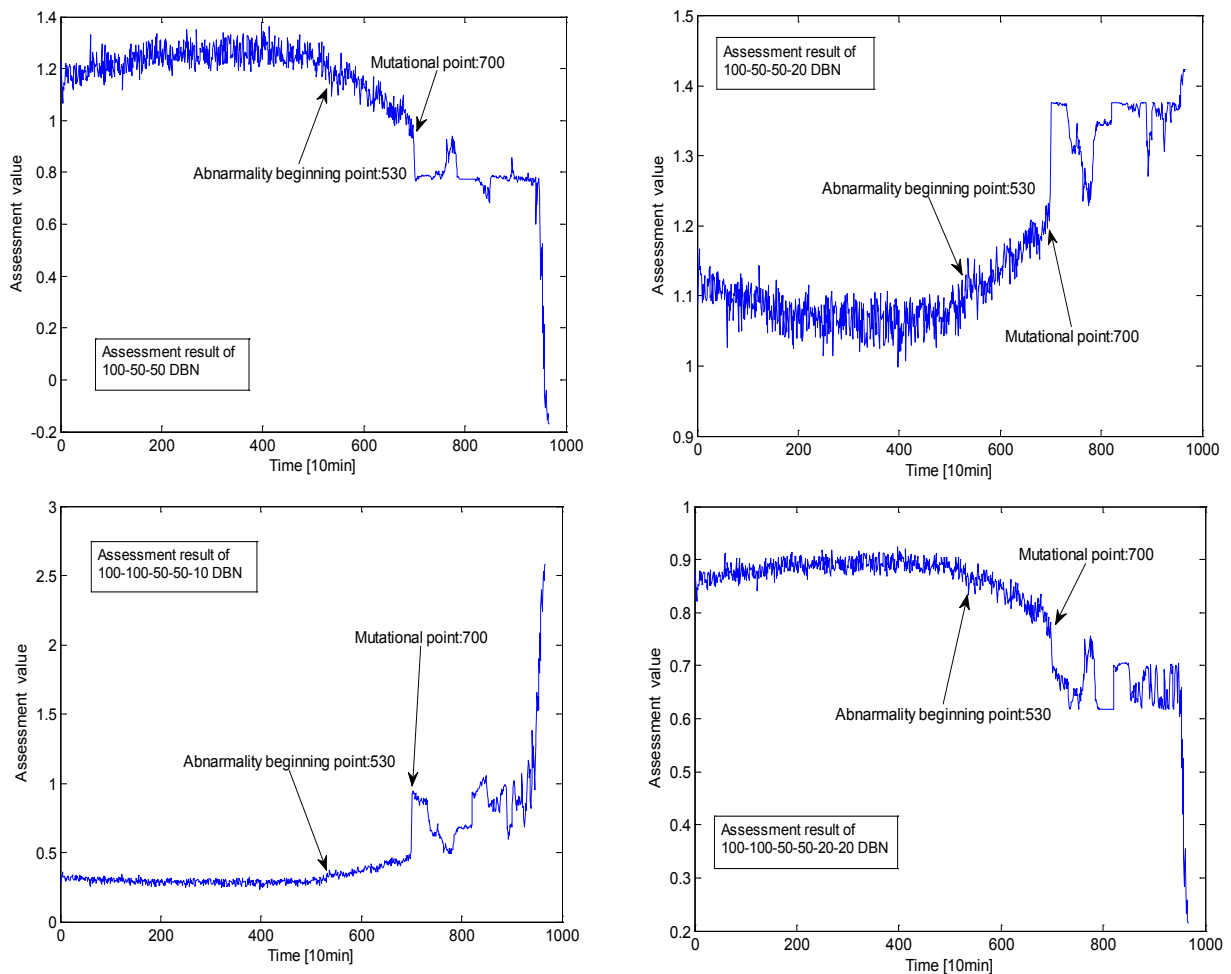 1.4
1.2
1
0.8
0.6
0.4
0.2
0
-0.2
Assessment value
Mutational point:700
Abnarmality beginning point:530
Assessment result of
100-50-50 DBN
0
200
400
600
800
1000
Time [10min]
1.5
1.4
1.3
1.2
1.1
1
0.9
Assessment value
Assessment result of
100-50-50-20 DBN
Abnarmality beginning point:530
Mutational point:700
0
200
400
600
800
1000
Time [10min]
3
2.5
2
1.5
1
0.5
0
Assessment value
Assessment result of
100-100-50-50-10 DBN
Mutational point:700
Abnarmality beginning point:530
0
200
400
600
800
1000
Time [10min]
1
0.9
0.8
0.7
0.6
0.5
0.4
0.3
0.2
Assessment value
Mutational point:700
Abnarmality beginning point:530
Assessment result of
100-100-50-50-20-20 DBN
0
200
400
600
800
1000
Time [10min]